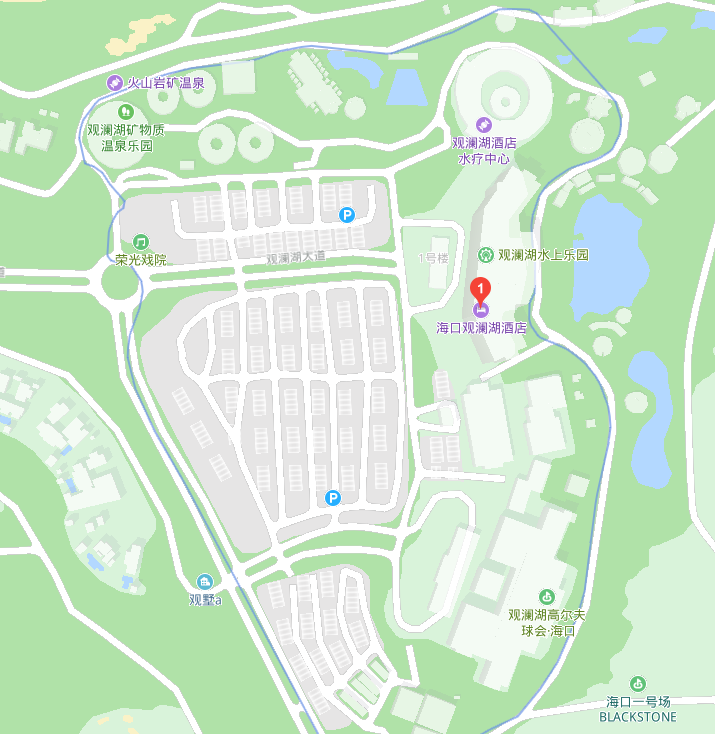 火山岩矿温泉
观澜湖矿物质
温泉乐园
观澜湖酒店
水疗中心
P
荣光戏院
观澜湖大道
1号楼
观澜湖水上乐园
1
海口观澜湖酒店
P
观墅a
观澜湖高尔夫
球会·海口
海口一号场
BLACKSTONE